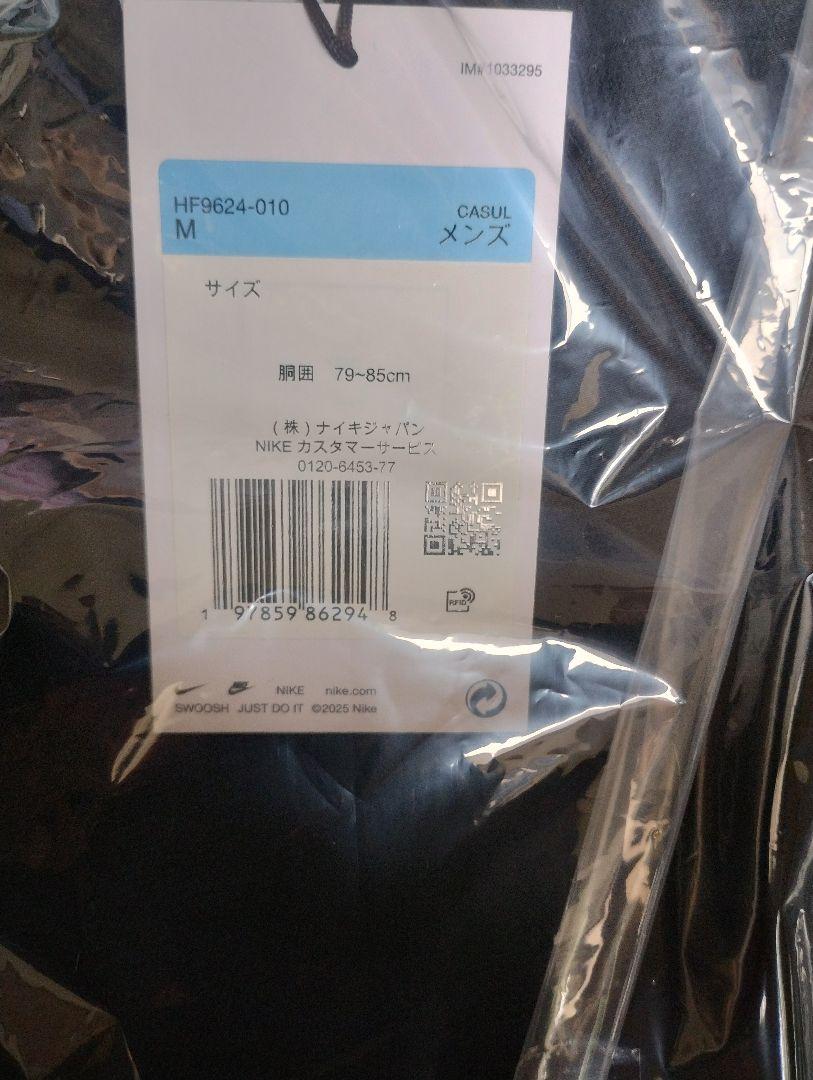 IM#1033295
HF9624-010
CASUL
M
メンズ
サイズ
胴囲 79~85cm
(株)ナイキジャパン
NIKE カスタマーサービス
0120-6453-77
RFID
1 97859 86294 8
NIKE nike.com
SWOOSH JUST DO IT ©2025 Nike